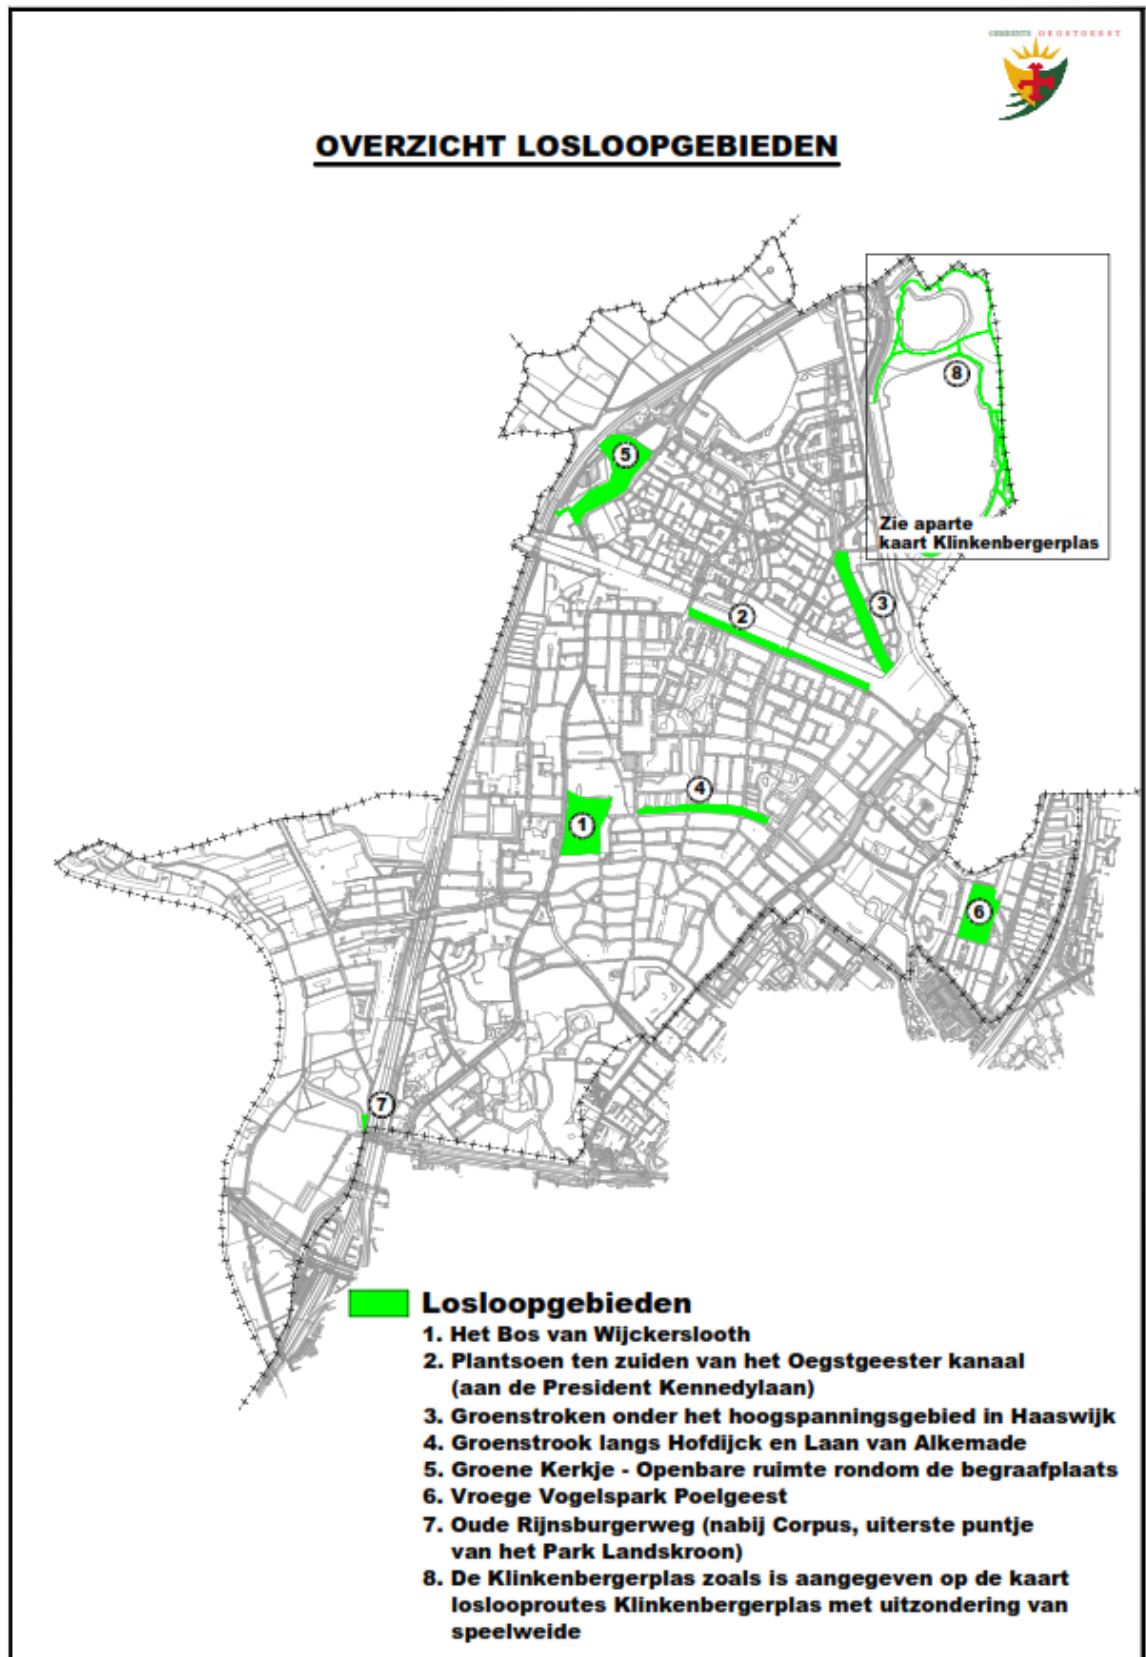 GEMEENTE OEGSTGEEST
OVERZICHT LOSLOOPGEBIEDEN
8
5
Zie aparte
kaart Klinkenbergerplas
3
2
4
1
6
7
Losloopgebieden
1. Het Bos van Wijckerslooth
2. Plantsoen ten zuiden van het Oegstgeester kanaal
(aan de President Kennedylaan)
3. Groenstroken onder het hoogspanningsgebied in Haaswijk
4. Groenstrook langs Hofdijck en Laan van Alkemade
5. Groene Kerkje - Openbare ruimte rondom de begraafplaats
6. Vroege Vogelspark Poelgeest
7. Oude Rijnsburgerweg (nabij Corpus, uiterste puntje
van het Park Landskroon)
8. De Klinkenbergerplas zoals is aangegeven op de kaart
loslooproutes Klinkenbergerplas met uitzondering van
speelweide